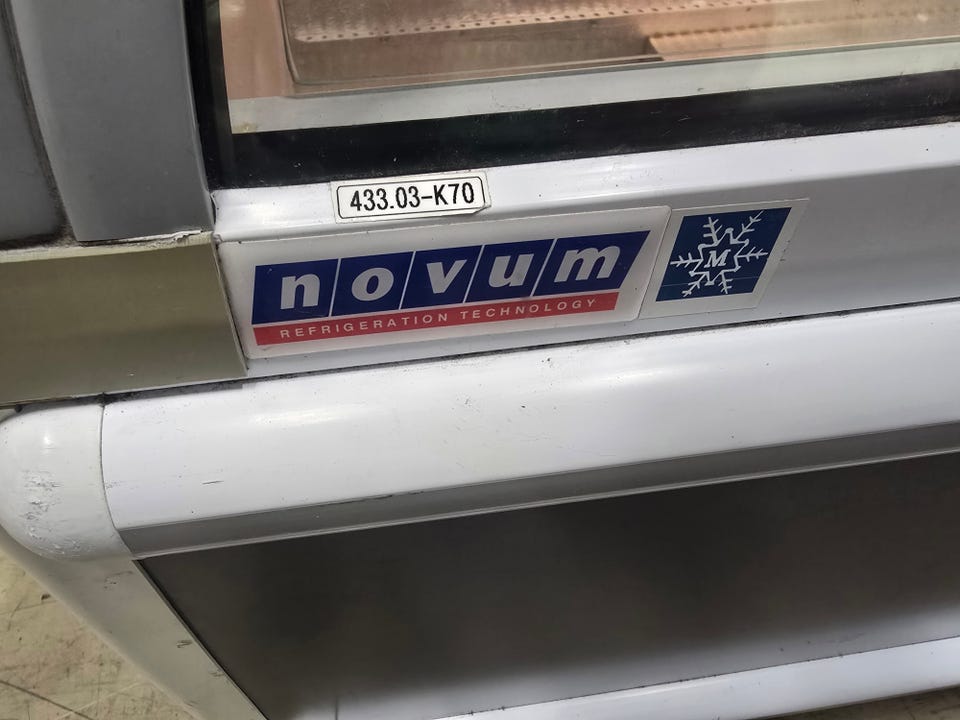 433.03-K70
novum
REFRIGERATION TECHNOLOGY
M